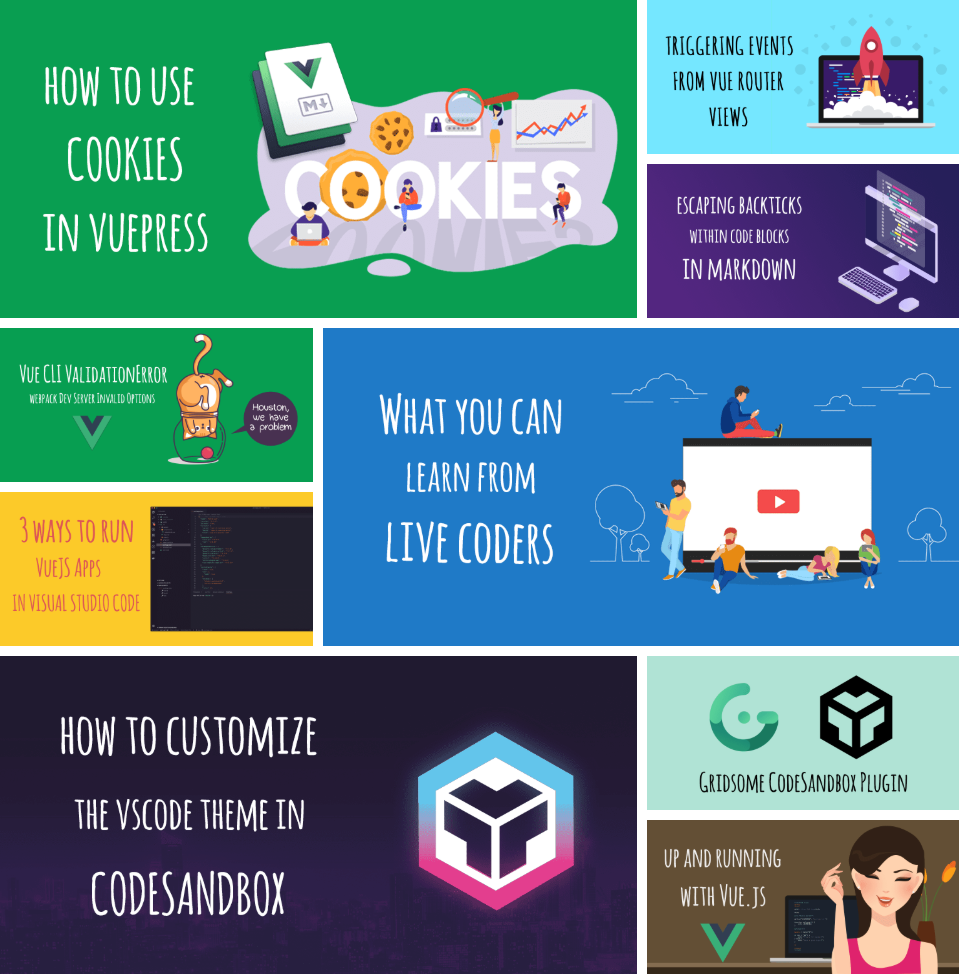 HOW TO USE
COOKIES
IN VUEPRESS
M
COOKIES
TRIGGERING EVENTS
FROM VUE ROUTER
VIEWS
ESCAPING BACKTICKS
WITHIN CODE BLOCKS
IN MARKDOWN
VUE CLI VALIDATIONERROR
WEBPACK DEV SERVER INVALID OPTIONS
Houston,
we have
a problem
3 WAYS TO RUN
VUEJS APPS
IN VISUAL STUDIO CODE
WHAT YOU CAN
LEARN FROM
LIVE CODERS
HOW TO CUSTOMIZE
THE VSCODE THEME IN
CODESANDBOX
GRIDSOME CODESANDBOX PLUGIN
UP AND RUNNING
WITH VUE.JS